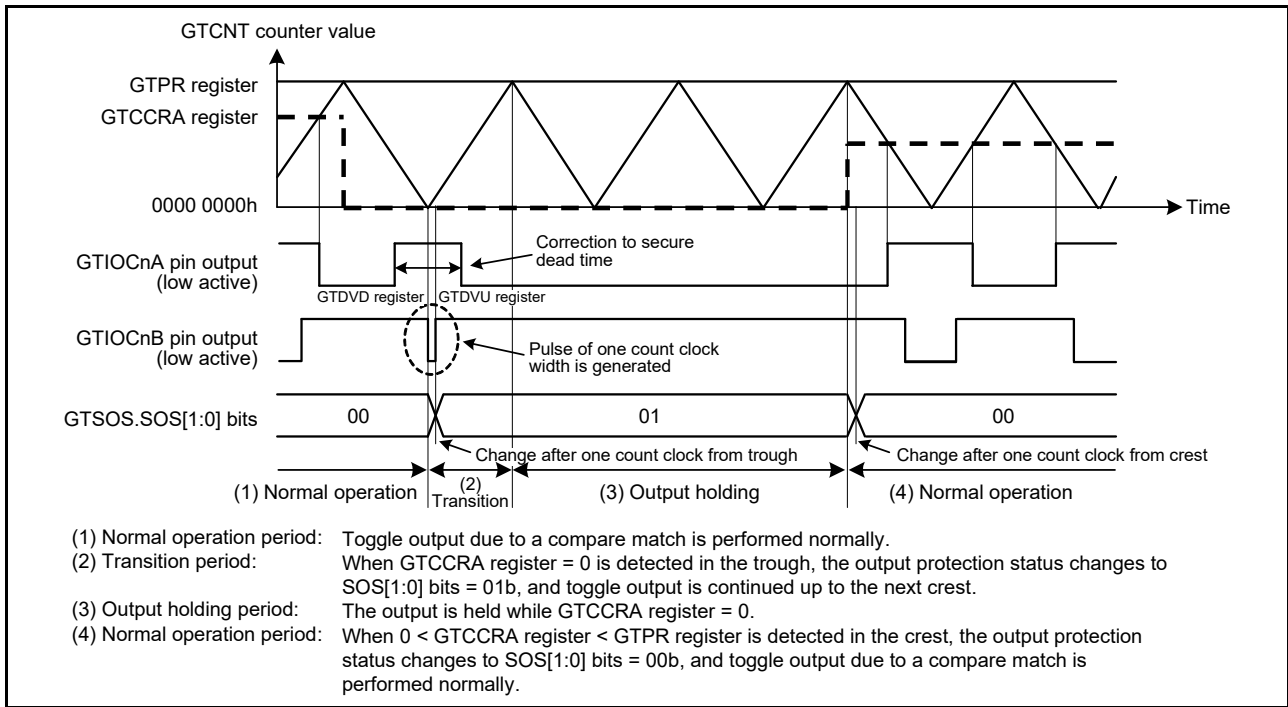 GTCNT counter value
GTPR register
GTCCRA register
0000 0000h
Time
GTIOCnA pin output
(low active)
Correction to secure
dead time
GTDVD register
GTDVU register
GTIOCnB pin output
(low active)
Pulse of one count clock
width is generated
GTSOS.SOS[1:0] bits
00
01
00
Change after one count clock from trough
Change after one count clock from crest
(1) Normal operation
(2)
Transition
(3) Output holding
(4) Normal operation
(1) Normal operation period: Toggle output due to a compare match is performed normally.
(2) Transition period: When GTCCRA register = 0 is detected in the trough, the output protection status changes to
SOS[1:0] bits = 01b, and toggle output is continued up to the next crest.
(3) Output holding period: The output is held while GTCCRA register = 0.
(4) Normal operation period: When 0 < GTCCRA register < GTPR register is detected in the crest, the output protection
status changes to SOS[1:0] bits = 00b, and toggle output due to a compare match is
performed normally.